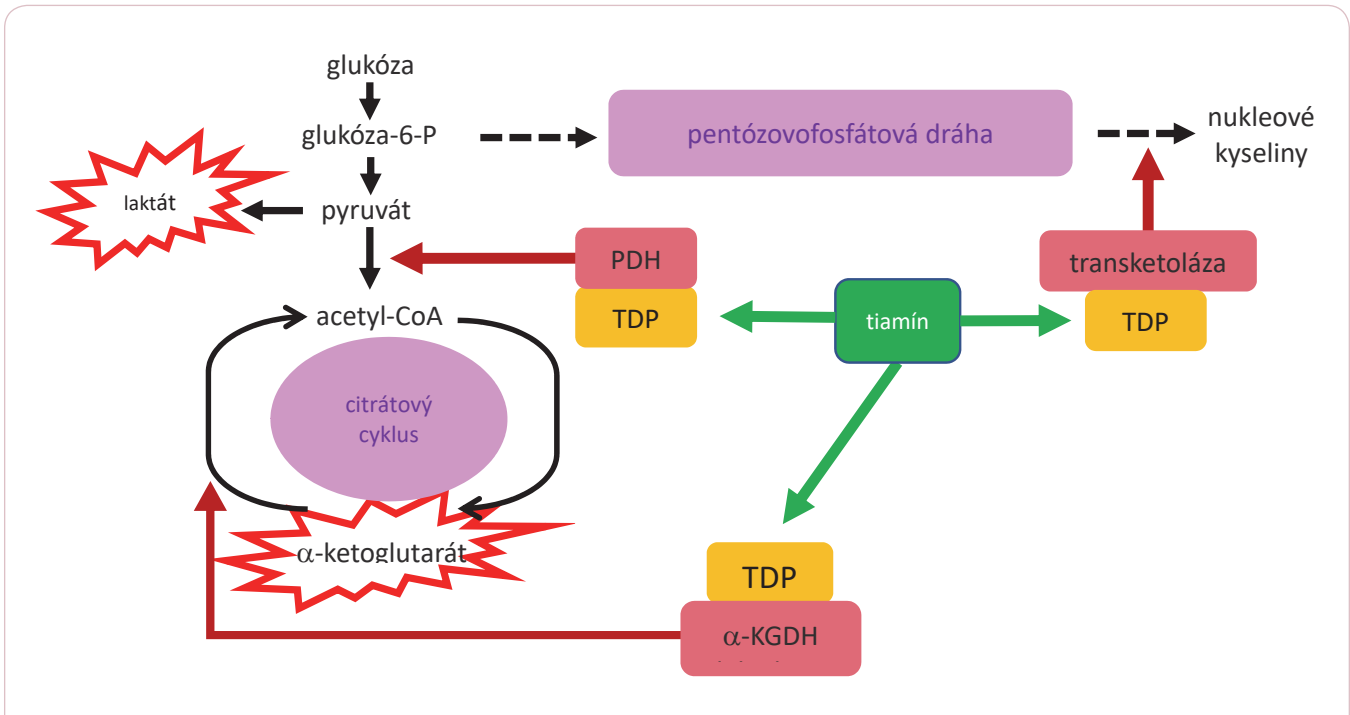 glukóza
glukóza-6-P
pentózovofosfátová dráha
nukleové
kyseliny
laktát
pyruvát
PDH
transketoláza
acetyl-CoA
TDP
tiamín
TDP
citrátový
cyklus
α-ketoglutarát
TDP
α-KGDH